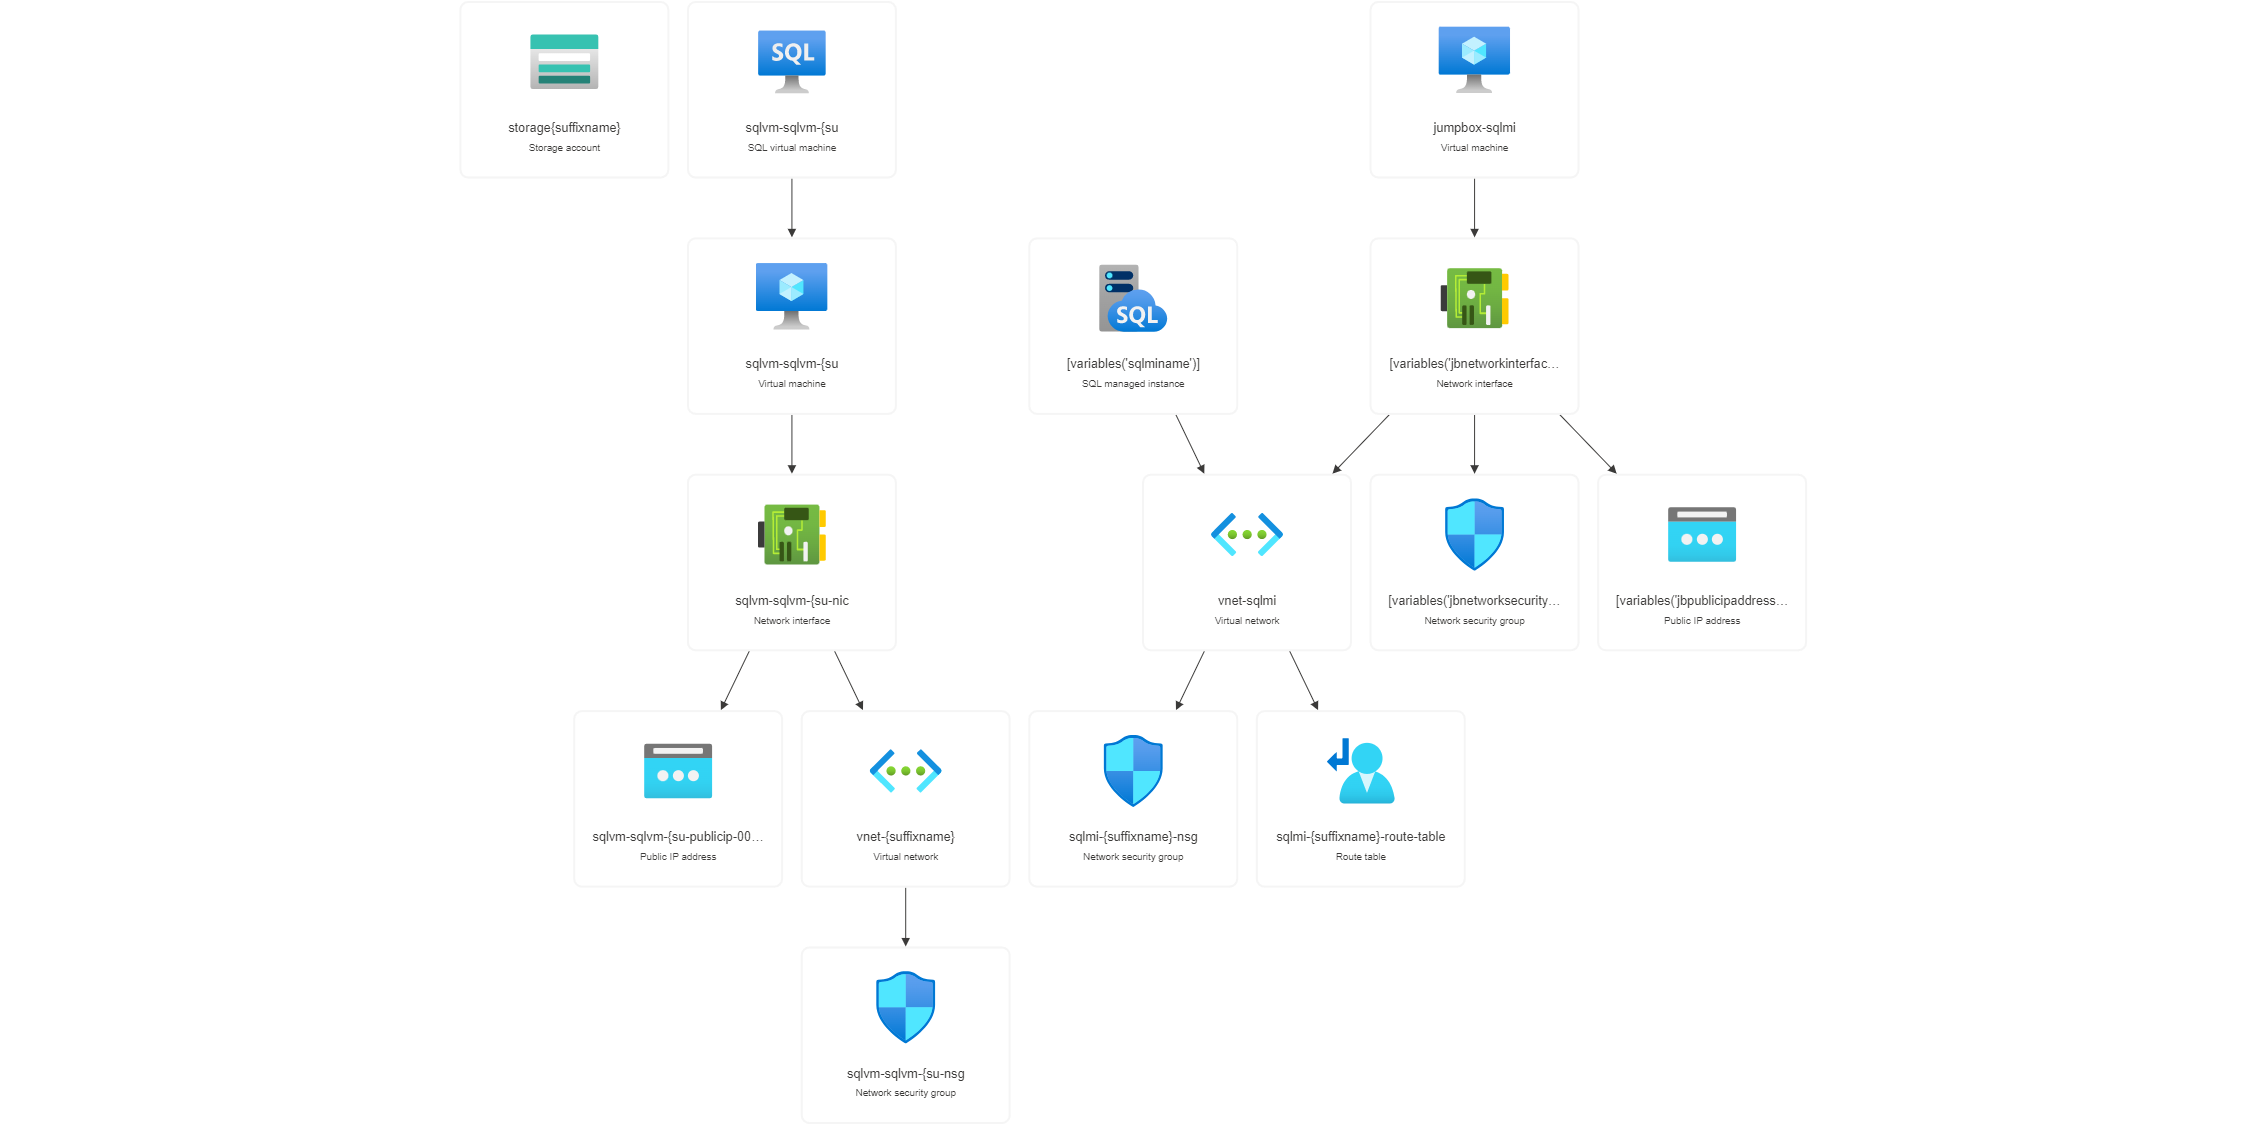 storage{suffixname}
Storage account
SQL
sqlvm-sqlvm-{su
SQL virtual machine
jumpbox-sqlmi
Virtual machine
sqlvm-sqlvm-{su
Virtual machine
SQL
[variables('sqlminame')]
SQL managed instance
[variables('jbnetworkinterfac...
Network interface
sqlvm-sqlvm-{su-nic
Network interface
vnet-sqlmi
Virtual network
[variables('jbnetworksecurity...
Network security group
[variables('jbpublicipaddress...
Public IP address
sqlvm-sqlvm-{su-publicip-00...
Public IP address
vnet-{suffixname}
Virtual network
sqlmi-{suffixname}-nsg
Network security group
sqlmi-{suffixname}-route-table
Route table
sqlvm-sqlvm-{su-nsg
Network security group